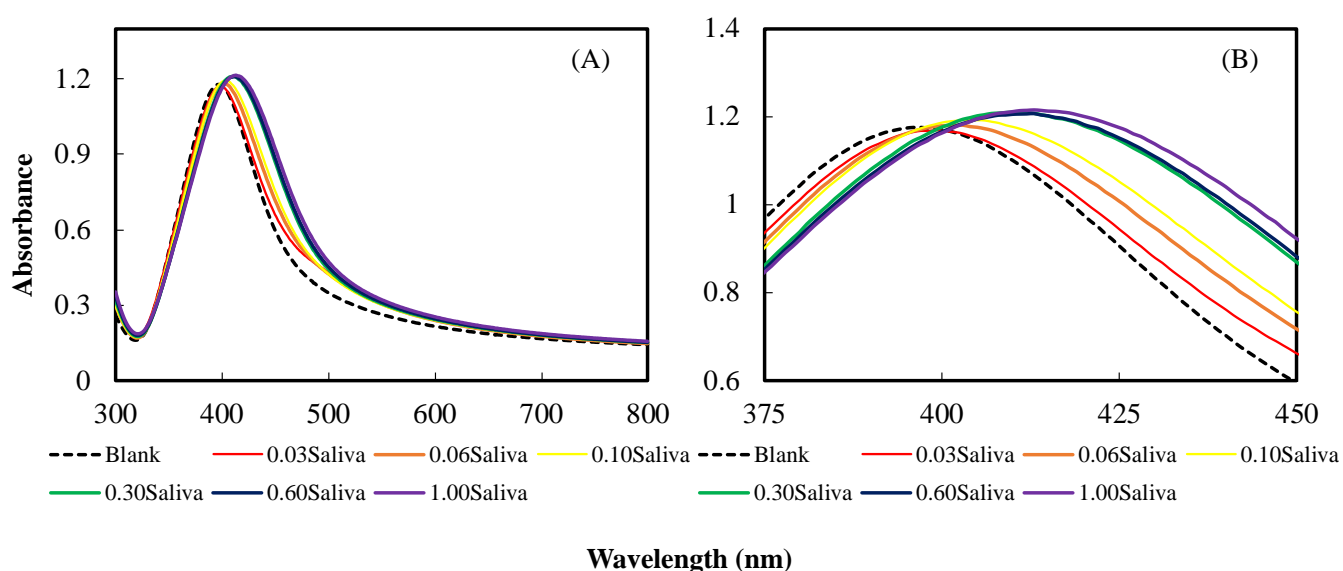 Absorbance
1.2
0.9
0.6
0.3
0
(A)
300 400 500 600 700 800
1.4
1.2
1
0.8
0.6
(B)
375 400 425 450
Blank 0.03Saliva 0.06Saliva 0.10Saliva
0.30Saliva 0.60Saliva 1.00Saliva
Blank 0.03Saliva 0.06Saliva 0.10Saliva
0.30Saliva 0.60Saliva 1.00Saliva
Wavelength (nm)